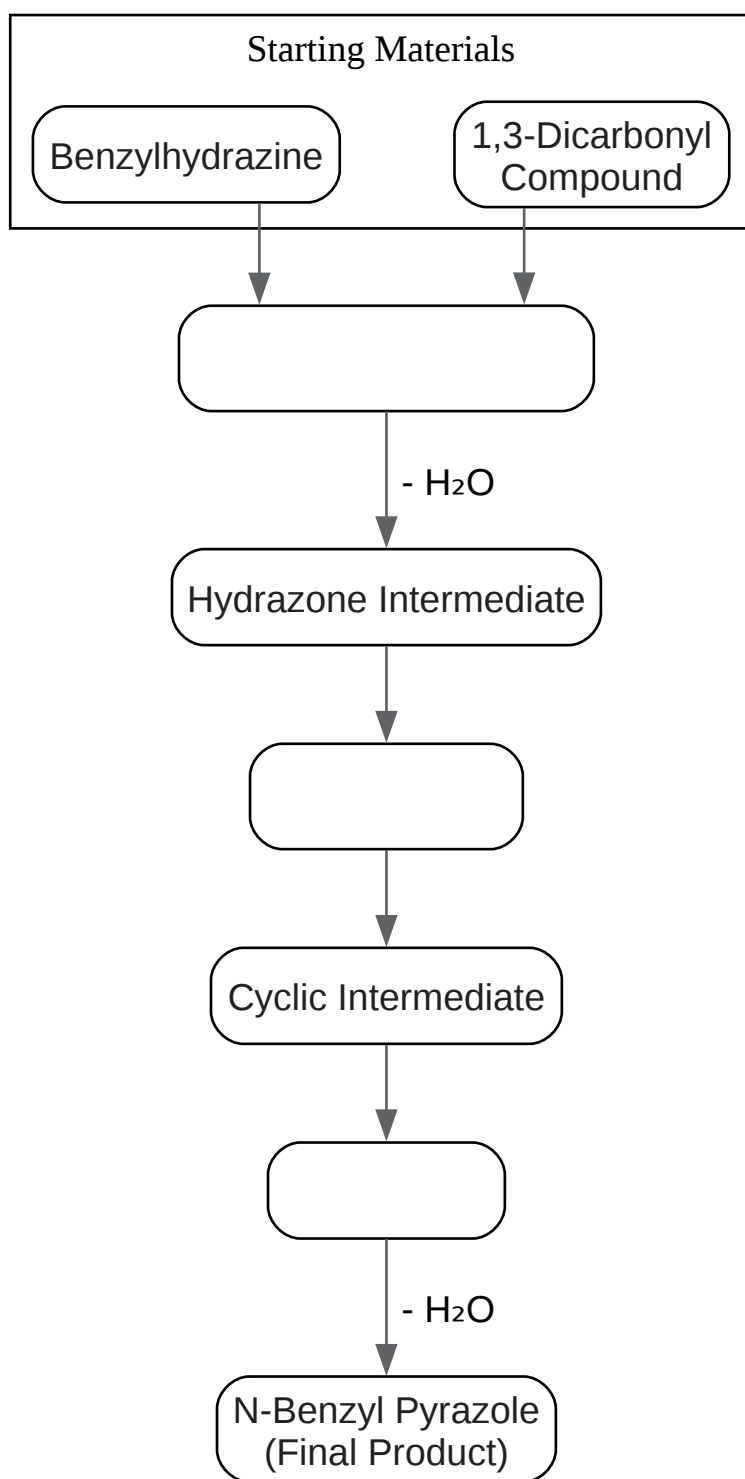 Starting Materials
Benzylhydrazine
1,3-Dicarbonyl
Compound
- H₂O
Hydrazone Intermediate
Cyclic Intermediate
- H₂O
N-Benzyl Pyrazole
(Final Product)